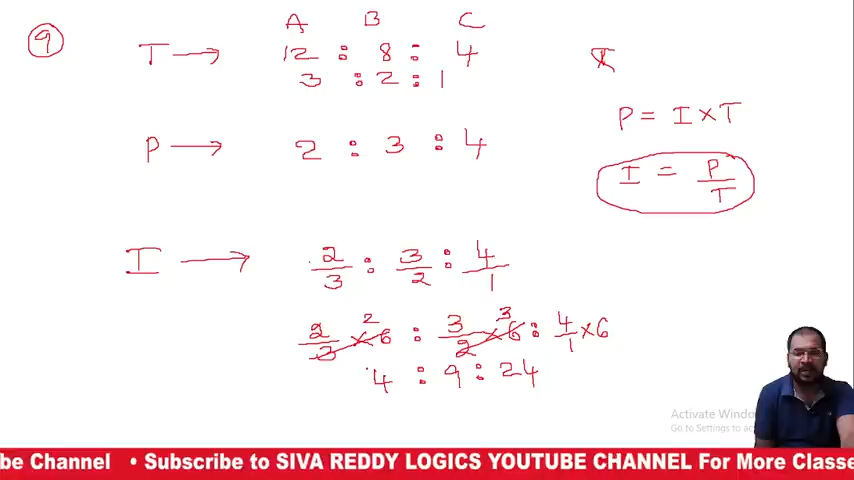 9
A B C
T → 12 : 8 : 4
3 : 2 : 1
P = I × T
P → 2 : 3 : 4
I = P/T
I → 2/3 : 3/2 : 4/1
2/3 × 6 2 : 3/2 × 6 3 : 4/1 × 6
4 : 9 : 24
Activate Windo
Go to Settings to ac
be Channel • Subscribe to SIVA REDDY LOGICS YOUTUBE CHANNEL For More Classe